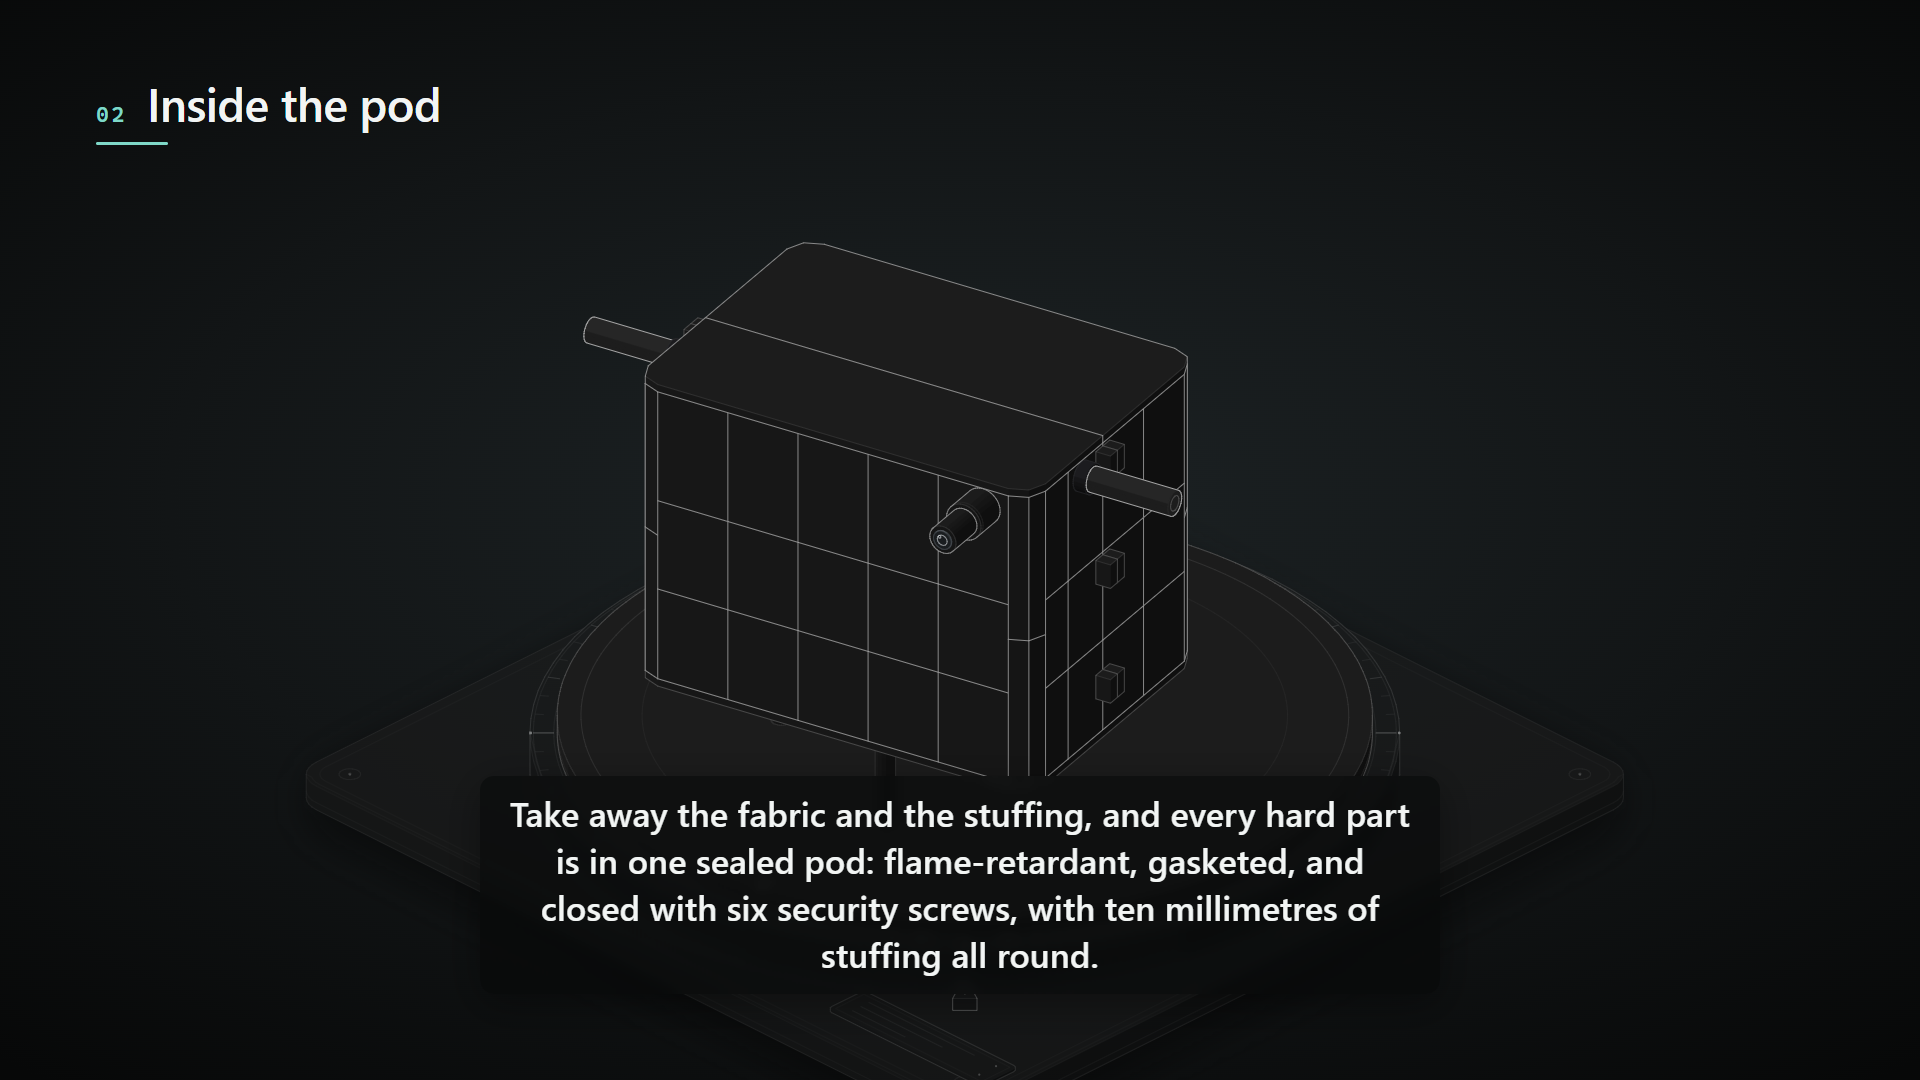 02 Inside the pod
Take away the fabric and the stuffing, and every hard part
is in one sealed pod: flame-retardant, gasketed, and
closed with six security screws, with ten millimetres of
stuffing all round.